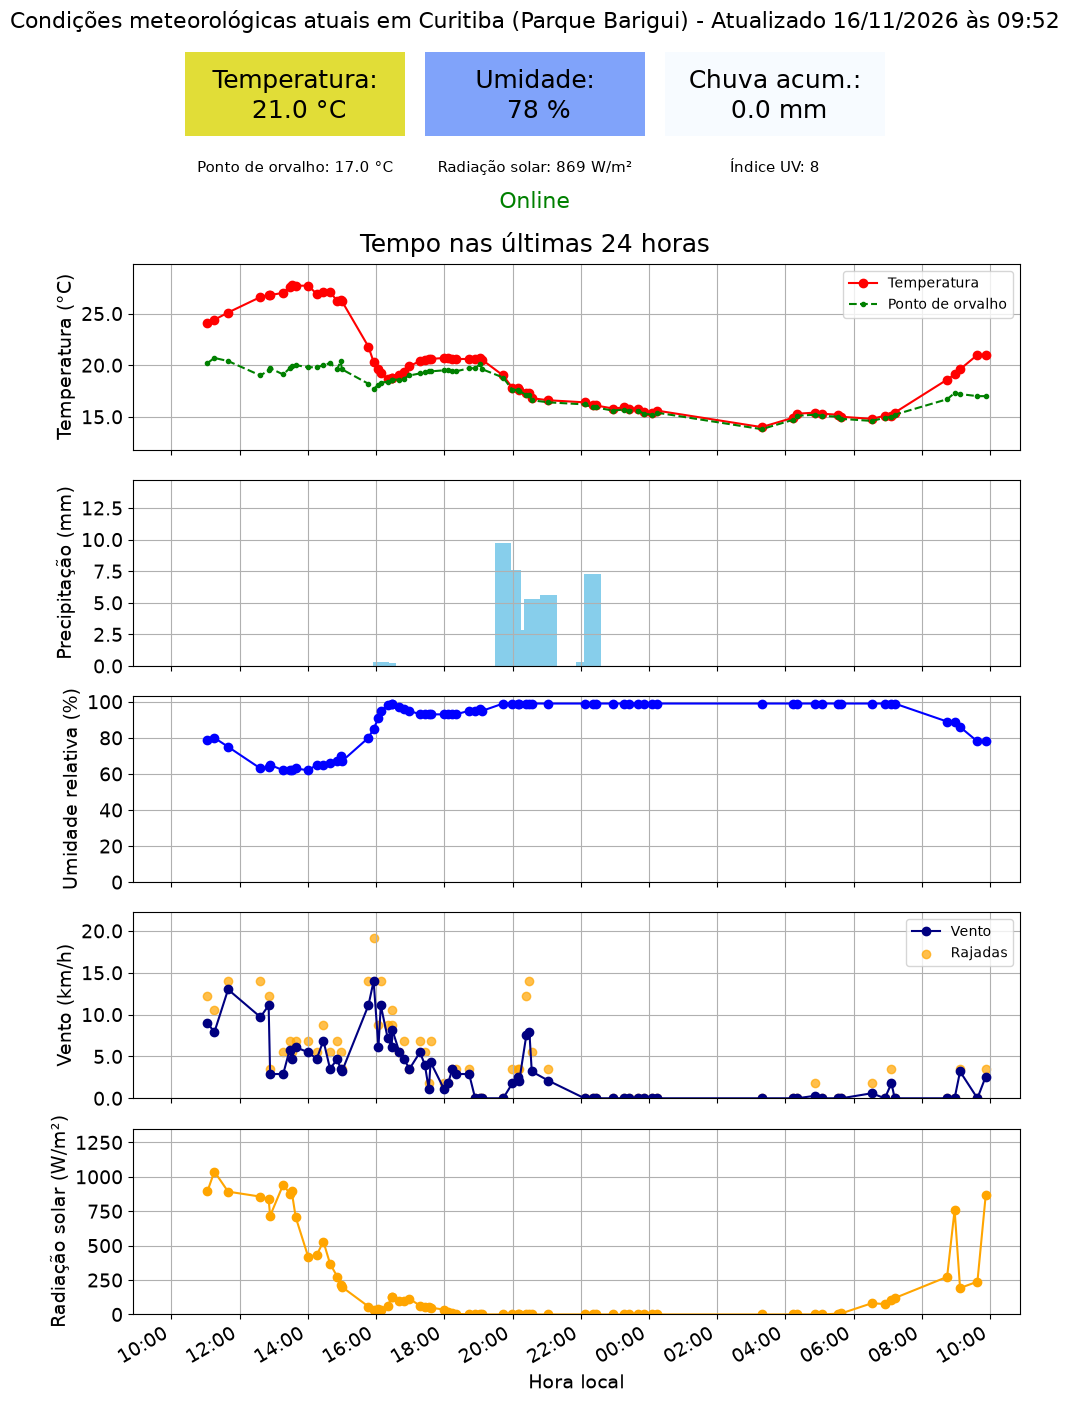 Condições meteorológicas atuais em Curitiba (Parque Barigui) - Atualizado 16/11/2026 às 09:52
Temperatura:
21.0 °C
Umidade:
78 %
Chuva acum.:
0.0 mm
Ponto de orvalho: 17.0 °C
Radiação solar: 869 W/m²
Índice UV: 8
Online
Tempo nas últimas 24 horas
Temperatura (°C)
25.0
20.0
15.0
Temperatura
Ponto de orvalho
Precipitação (mm)
12.5
10.0
7.5
5.0
2.5
0.0
Umidade relativa (%)
100
80
60
40
20
0
Vento (km/h)
20.0
15.0
10.0
5.0
0.0
Vento
Rajadas
Radiação solar (W/m²)
1250
1000
750
500
250
0
10:00
12:00
14:00
16:00
18:00
20:00
22:00
00:00
02:00
04:00
06:00
08:00
10:00
Hora local